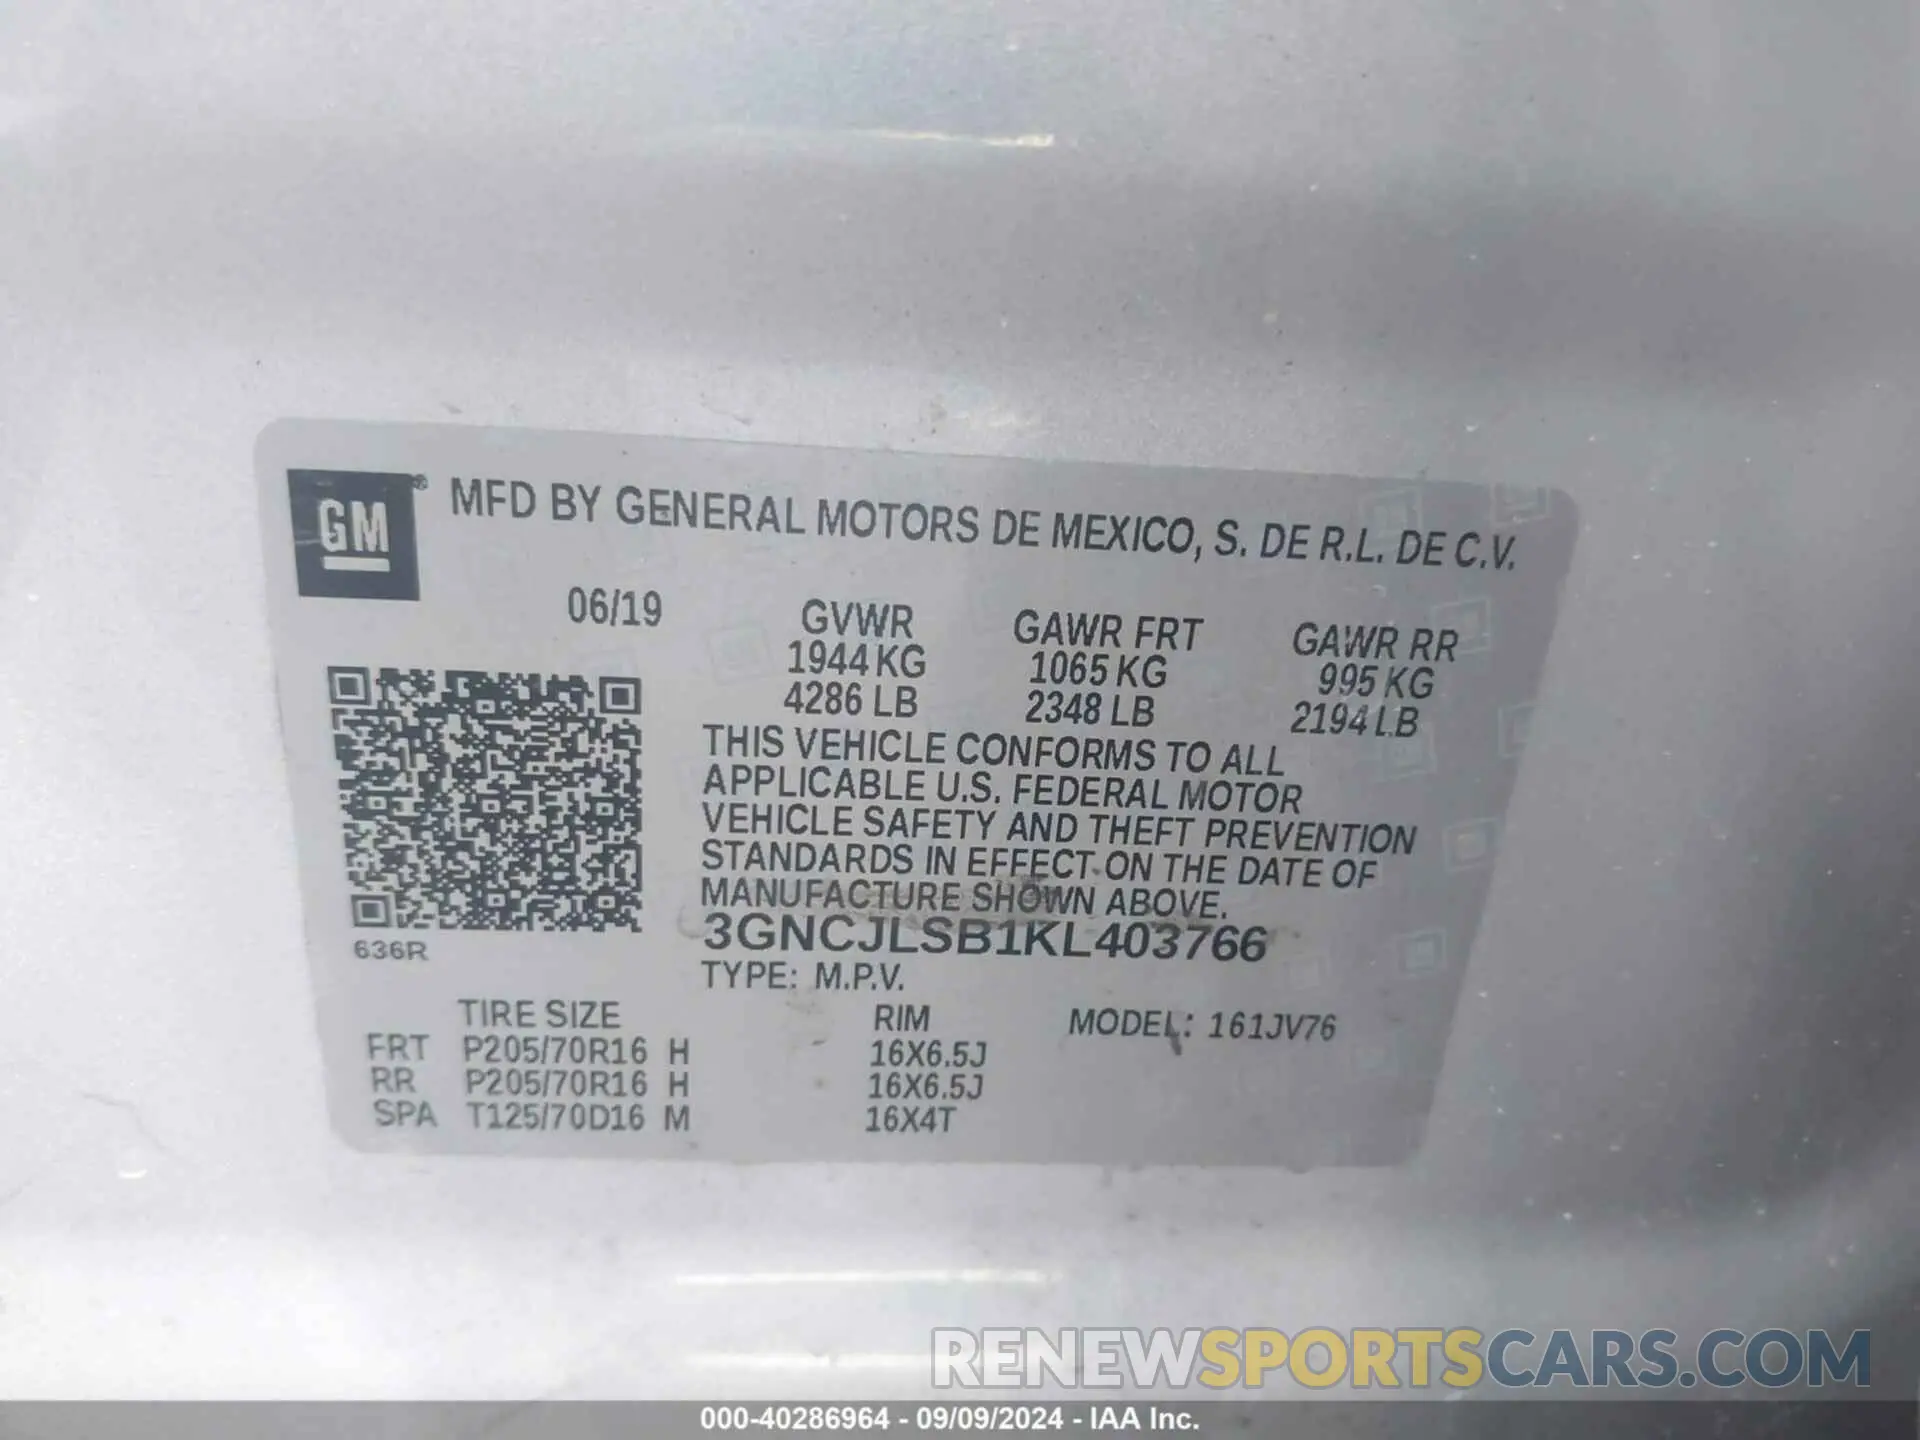 GM® MFD BY GENERAL MOTORS DE MEXICO, S. DE R.L. DE C.V.
06/19 GVWR GAWR FRT GAWR RR
1944 KG 1065 KG 995 KG
4286 LB 2348 LB 2194 LB
THIS VEHICLE CONFORMS TO ALL
APPLICABLE U.S. FEDERAL MOTOR
VEHICLE SAFETY AND THEFT PREVENTION
STANDARDS IN EFFECT ON THE DATE OF
MANUFACTURE SHOWN ABOVE.
636R 3GNCJLSB1KL403766
TYPE: M.P.V.
TIRE SIZE RIM MODEL: 161JV76
FRT P205/70R16 H 16X6.5J
RR P205/70R16 H 16X6.5J
SPA T125/70D16 M 16X4T
RENEWSPORTSCARS.COM
000-40286964 - 09/09/2024 - IAA Inc.